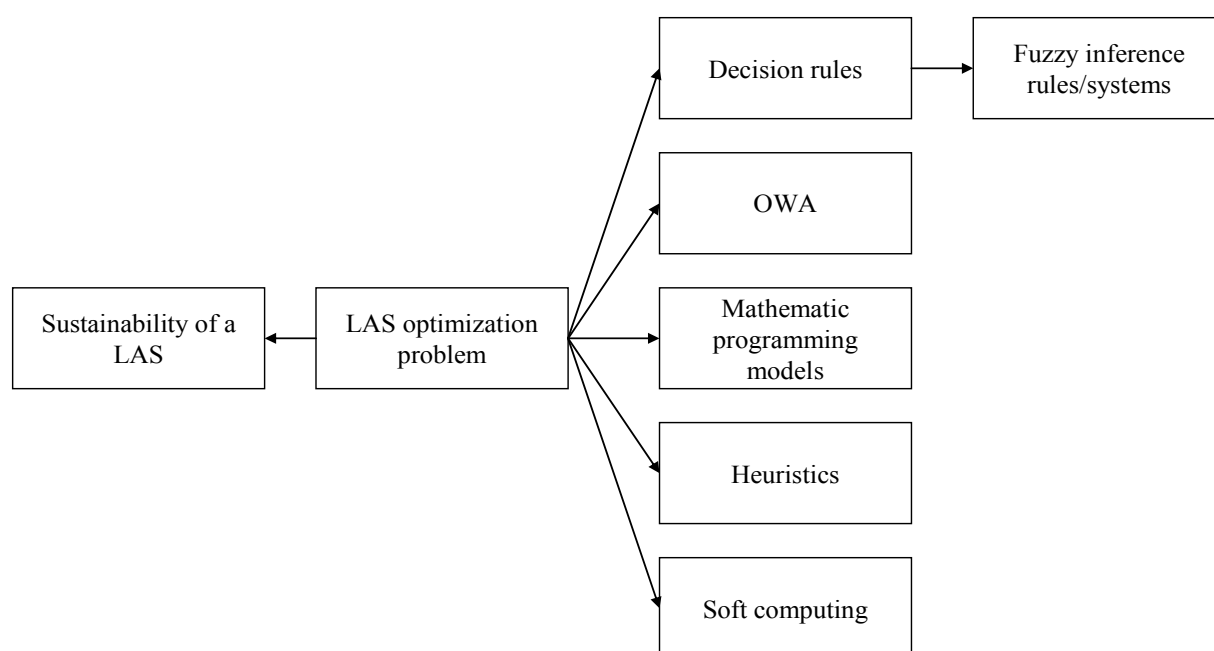 Decision rules
Fuzzy inference
rules/systems
OWA
Sustainability of a
LAS
LAS optimization
problem
Mathematic
programming
models
Heuristics
Soft computing